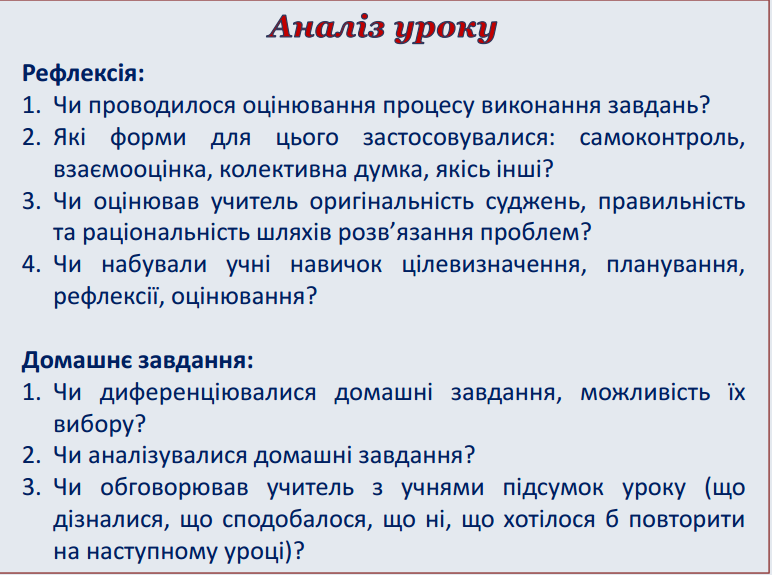 Аналіз уроку
Рефлексія:
1. Чи проводилося оцінювання процесу виконання завдань?
2. Які форми для цього застосовувалися: самоконтроль,
взаємооцінка, колективна думка, якісь інші?
3. Чи оцінював учитель оригінальність суджень, правильність
та раціональність шляхів розв’язання проблем?
4. Чи набували учні навичок цілевизначення, планування,
рефлексії, оцінювання?
Домашнє завдання:
1. Чи диференціювалися домашні завдання, можливість їх
вибору?
2. Чи аналізувалися домашні завдання?
3. Чи обговорював учитель з учнями підсумок уроку (що
дізналися, що сподобалося, що ні, що хотілося б повторити
на наступному уроці)?